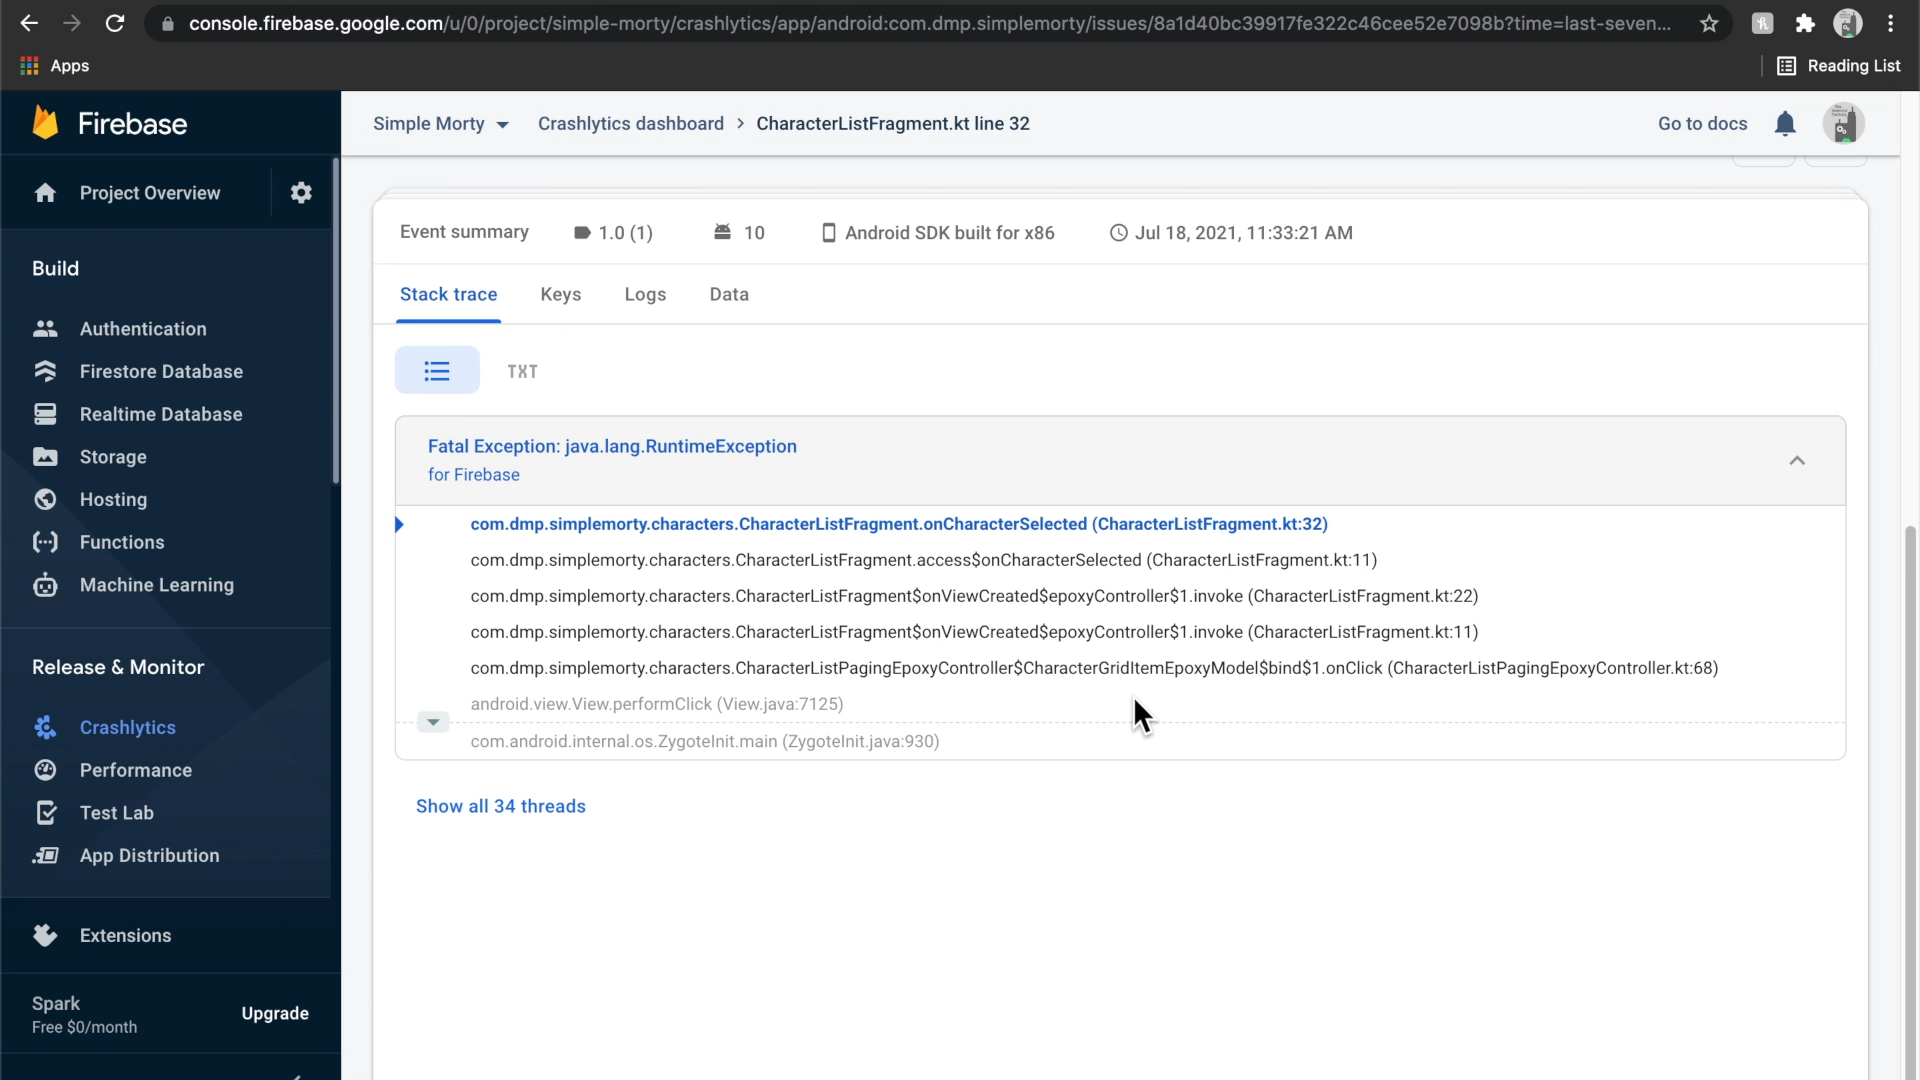 console.firebase.google.com/u/0/project/simple-morty/crashlytics/app/android:com.dmp.simplemorty/issues/8a1d40bc39917fe322c46cee52e7098b?time=last-seven...
Apps
Reading List
Firebase
Simple Morty
Crashlytics dashboard > CharacterListFragment.kt line 32
Go to docs
Project Overview
Build
Authentication
Firestore Database
Realtime Database
Storage
Hosting
Functions
Machine Learning
Release & Monitor
Crashlytics
Performance
Test Lab
App Distribution
Extensions
Spark
Free $0/month
Upgrade
Event summary
1.0 (1)
10
Android SDK built for x86
Jul 18, 2021, 11:33:21 AM
Stack trace
Keys
Logs
Data
TXT
Fatal Exception: java.lang.RuntimeException
for Firebase
com.dmp.simplemorty.characters.CharacterListFragment.onCharacterSelected (CharacterListFragment.kt:32)
com.dmp.simplemorty.characters.CharacterListFragment.access$onCharacterSelected (CharacterListFragment.kt:11)
com.dmp.simplemorty.characters.CharacterListFragment$onViewCreated$epoxyController$1.invoke (CharacterListFragment.kt:22)
com.dmp.simplemorty.characters.CharacterListFragment$onViewCreated$epoxyController$1.invoke (CharacterListFragment.kt:11)
com.dmp.simplemorty.characters.CharacterListPagingEpoxyController$CharacterGridItemEpoxyModel$bind$1.onClick (CharacterListPagingEpoxyController.kt:68)
android.view.View.performClick (View.java:7125)
com.android.internal.os.ZygoteInit.main (ZygoteInit.java:930)
Show all 34 threads